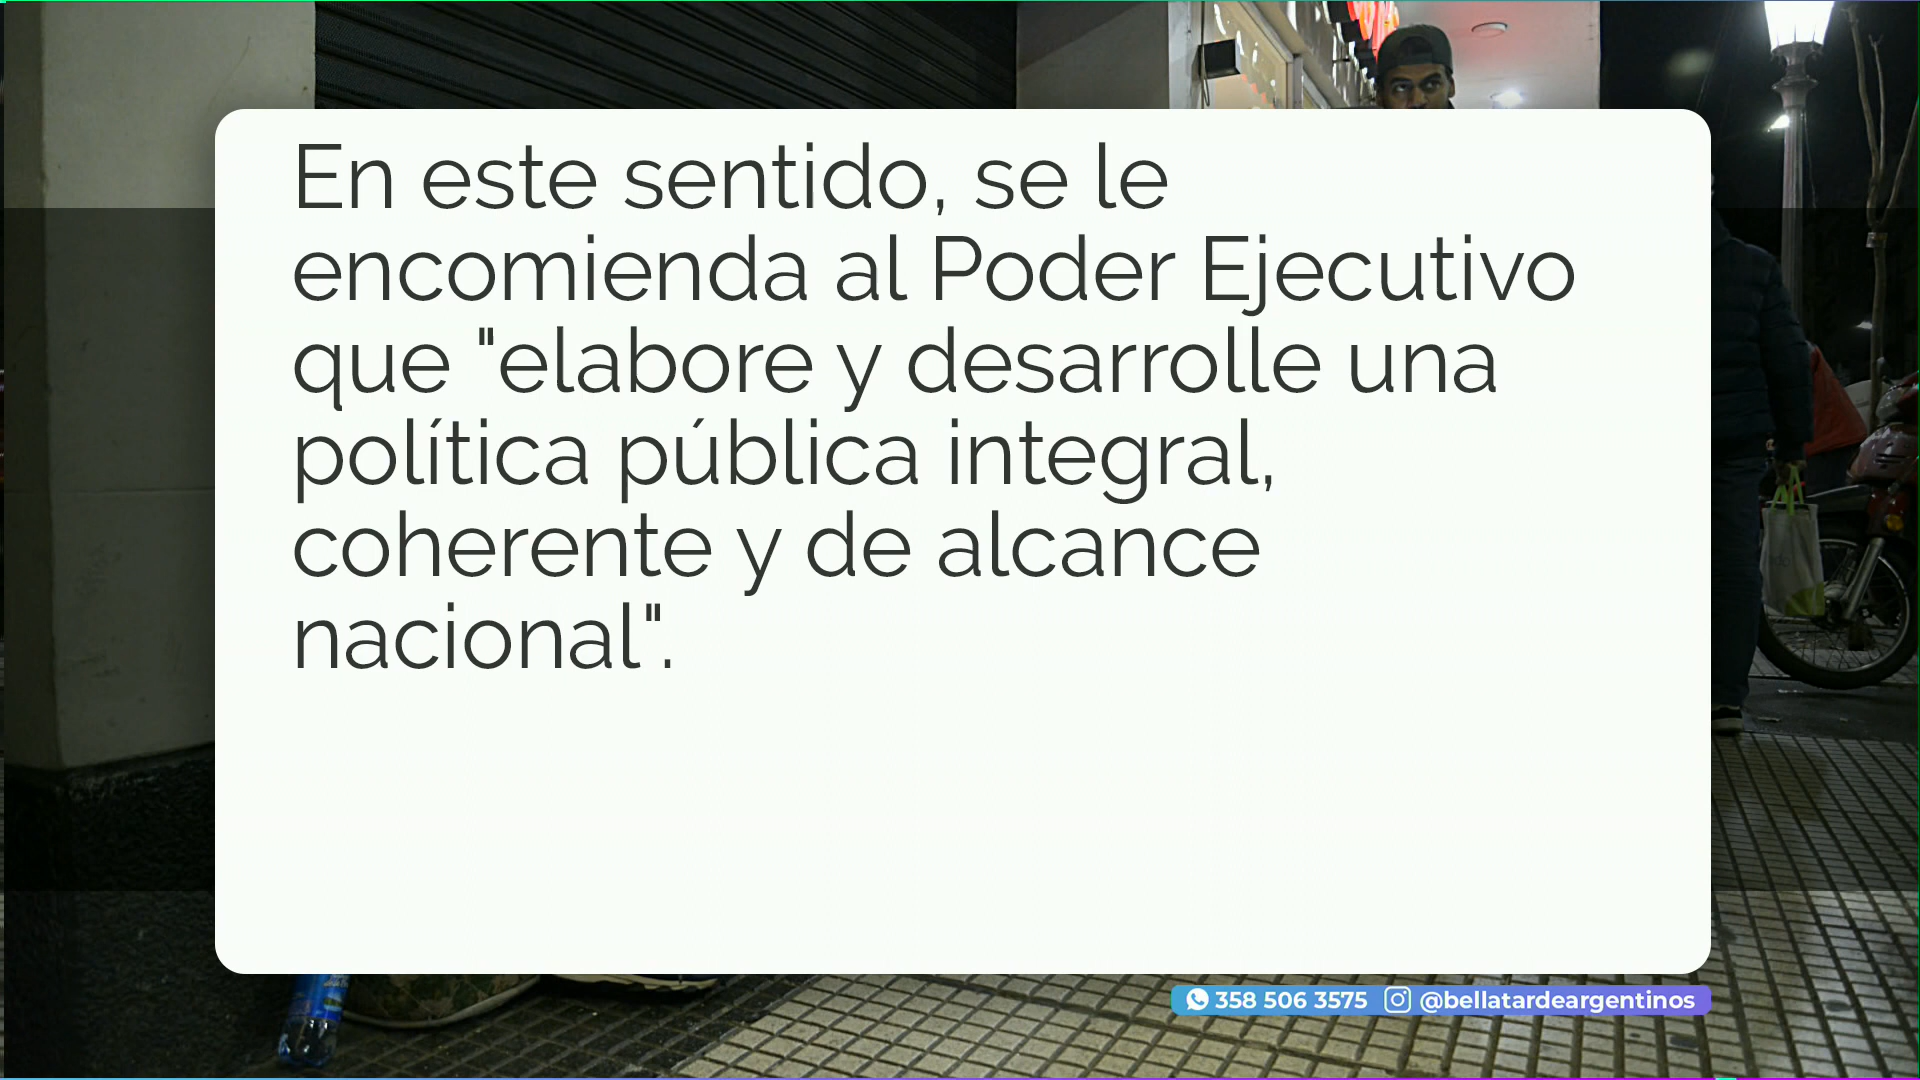 En este sentido, se le
encomienda al Poder Ejecutivo
que "elabore y desarrolle una
política pública integral,
coherente y de alcance
nacional".
358 506 3575 @bellatardeargentinos